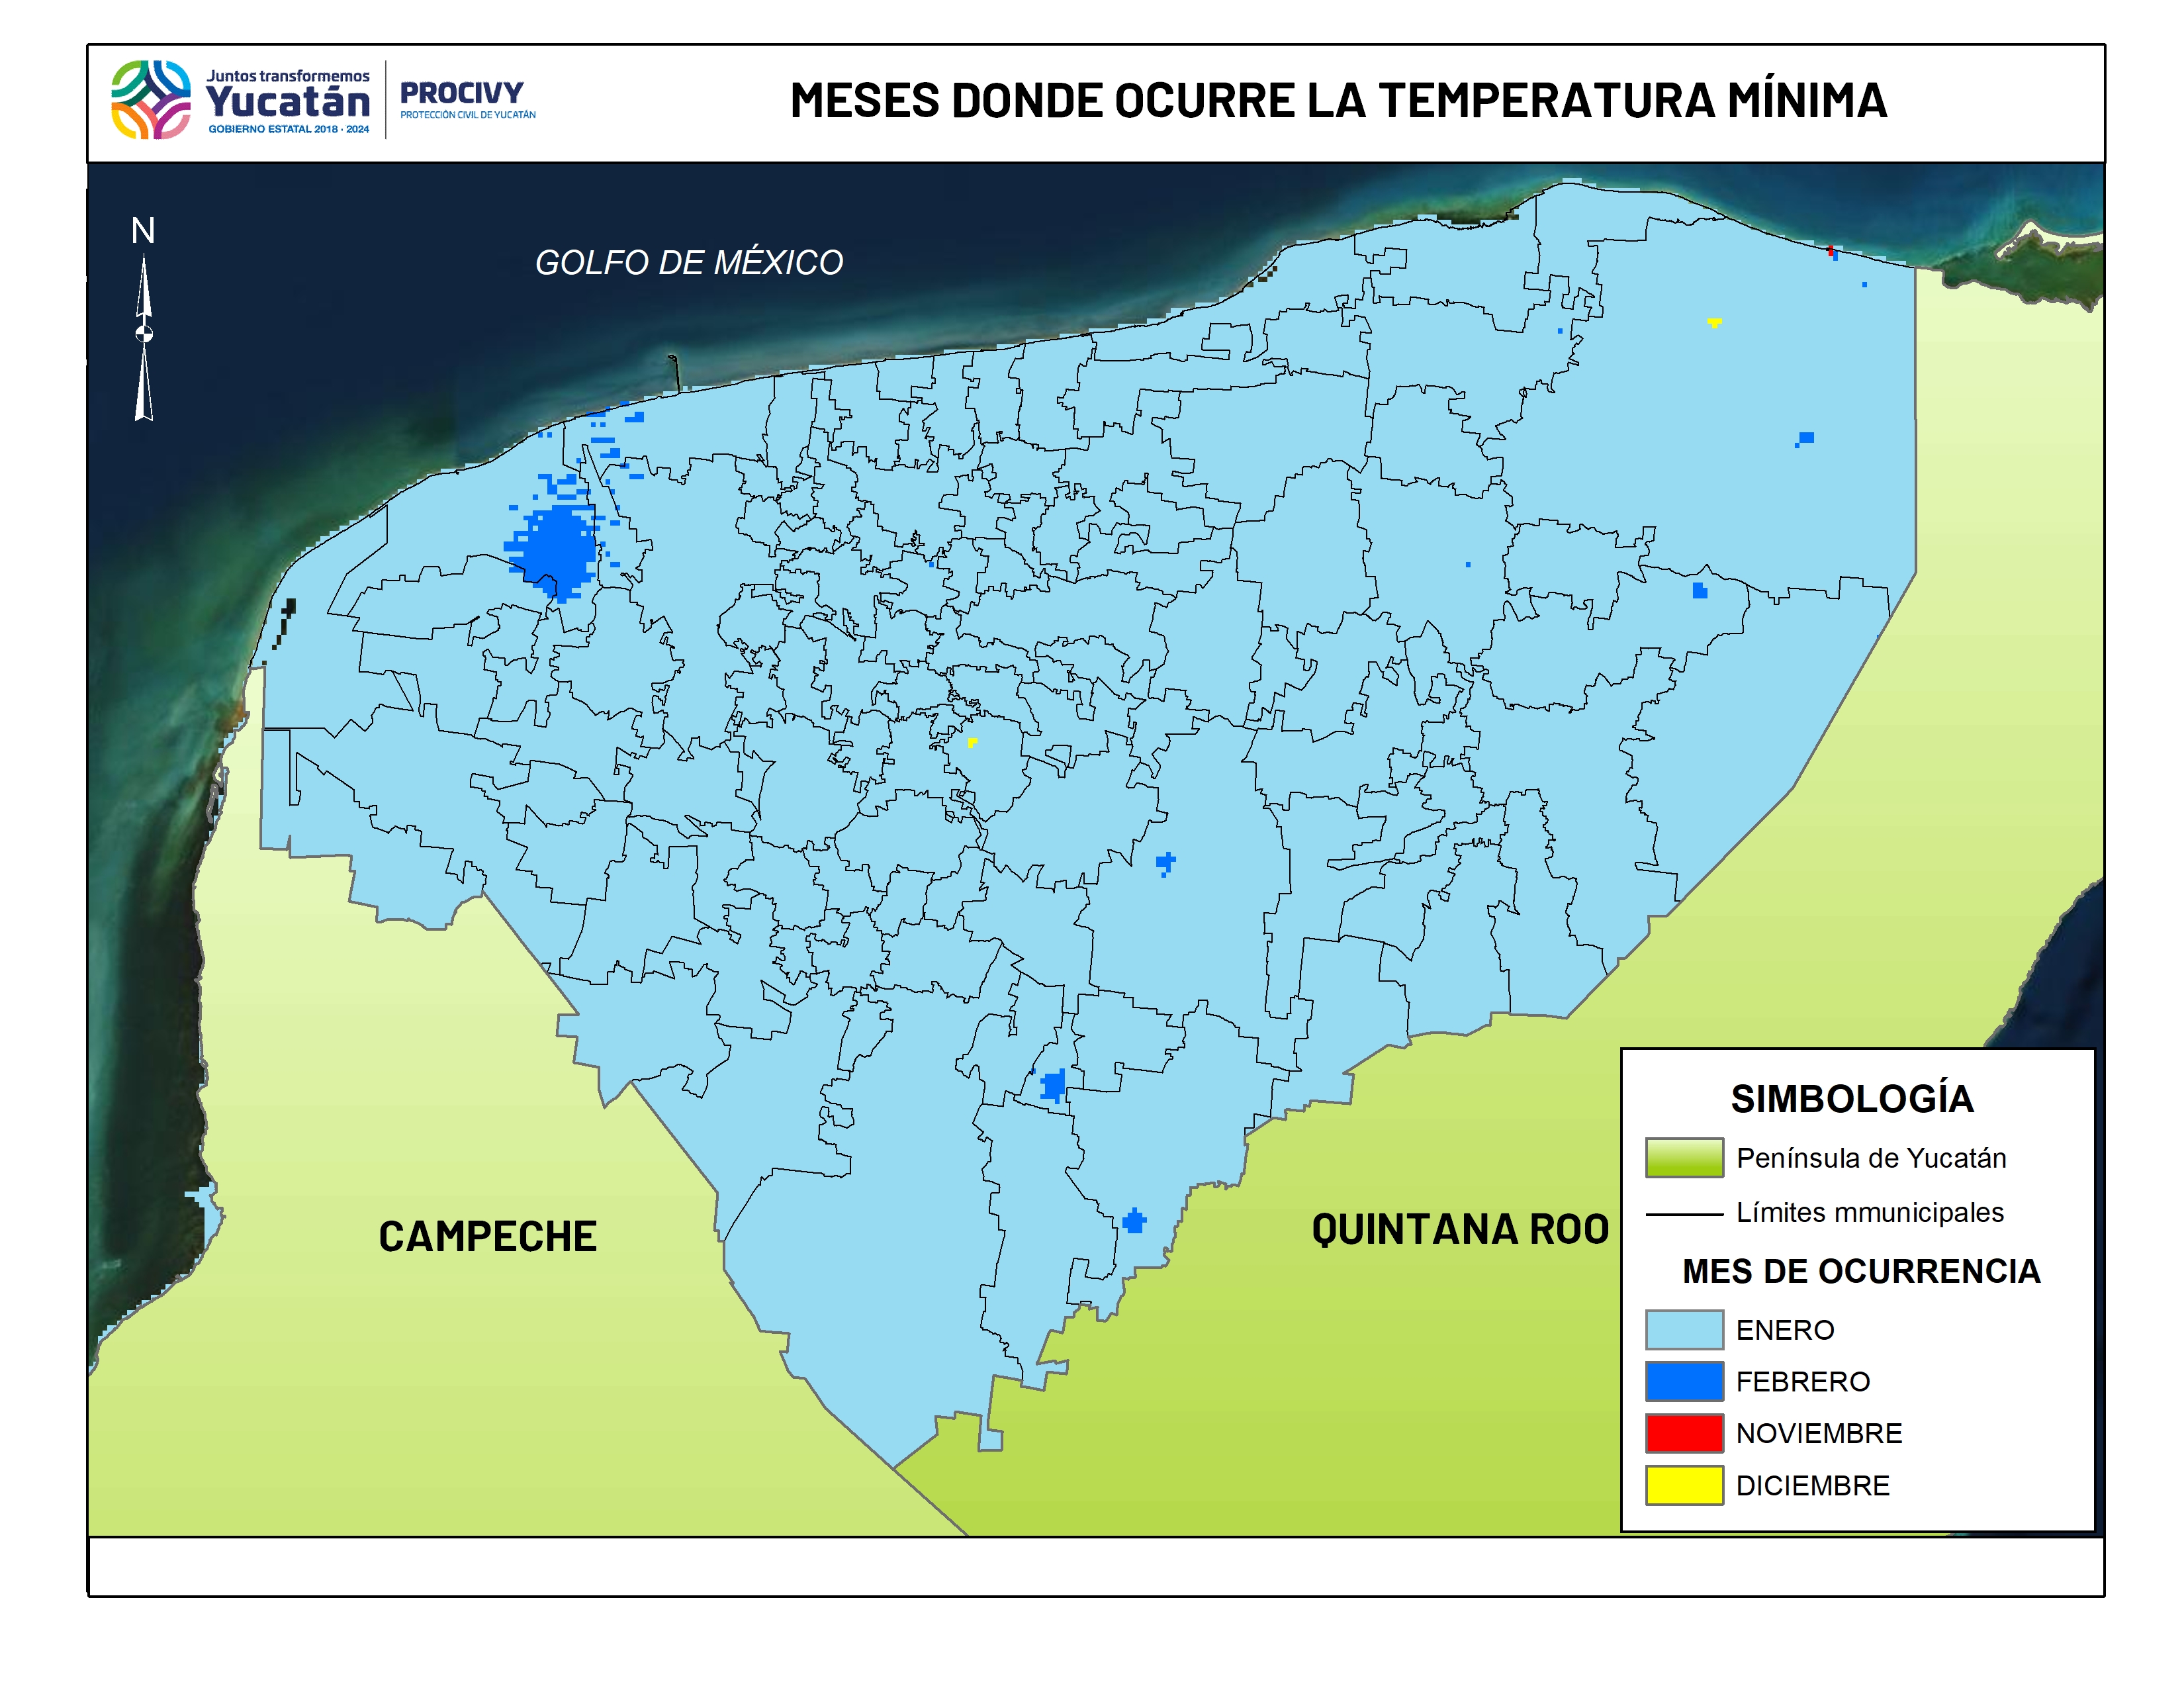 Juntos transformemos
Yucatán
GOBIERNO ESTATAL 2018 · 2024
PROCIVY
PROTECCIÓN CIVIL DE YUCATÁN
MESES DONDE OCURRE LA TEMPERATURA MÍNIMA
N
GOLFO DE MÉXICO
CAMPECHE
QUINTANA ROO
SIMBOLOGÍA
Península de Yucatán
Límites mmunicipales
MES DE OCURRENCIA
ENERO
FEBRERO
NOVIEMBRE
DICIEMBRE